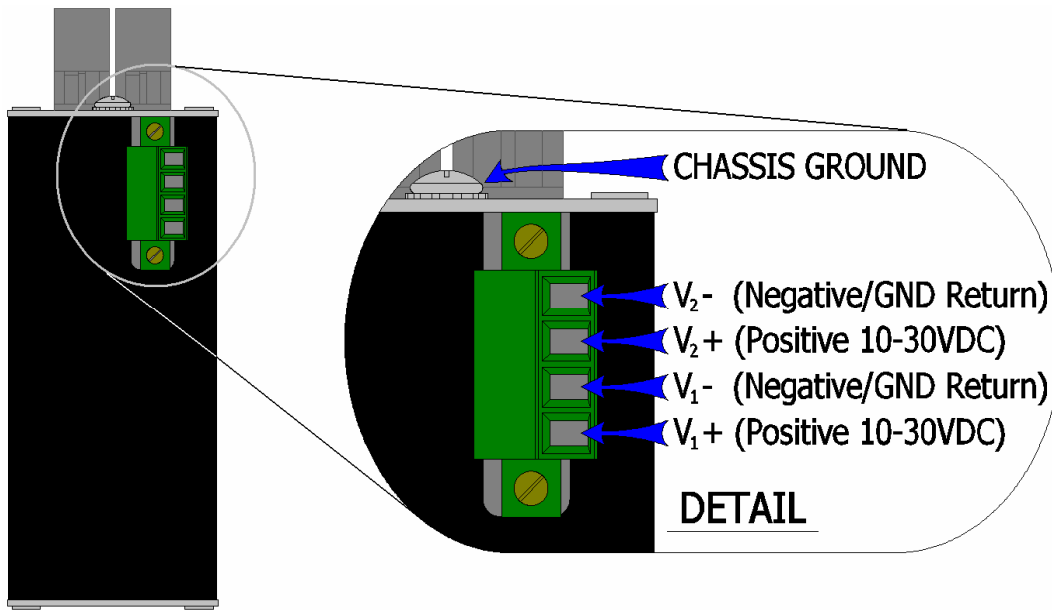 CHASSIS GROUND
V₂- (Negative/GND Return)
V₂+ (Positive 10-30VDC)
V₁- (Negative/GND Return)
V₁+ (Positive 10-30VDC)
DETAIL